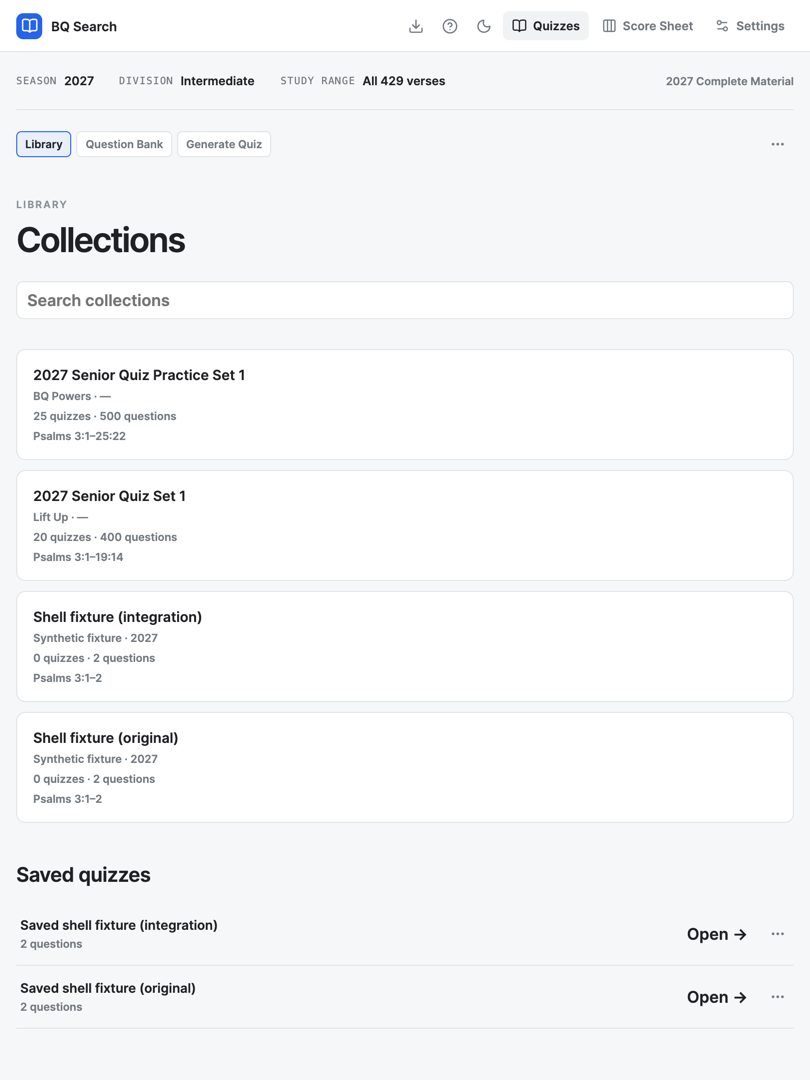 BQ Search
Quizzes
Score Sheet
Settings
SEASON 2027 DIVISION Intermediate STUDY RANGE All 429 verses
2027 Complete Material
Library
Question Bank
Generate Quiz
LIBRARY
Collections
Search collections
2027 Senior Quiz Practice Set 1
BQ Powers · —
25 quizzes · 500 questions
Psalms 3:1–25:22
2027 Senior Quiz Set 1
Lift Up · —
20 quizzes · 400 questions
Psalms 3:1–19:14
Shell fixture (integration)
Synthetic fixture · 2027
0 quizzes · 2 questions
Psalms 3:1–2
Shell fixture (original)
Synthetic fixture · 2027
0 quizzes · 2 questions
Psalms 3:1–2
Saved quizzes
Saved shell fixture (integration)
2 questions
Open →
Saved shell fixture (original)
2 questions
Open →